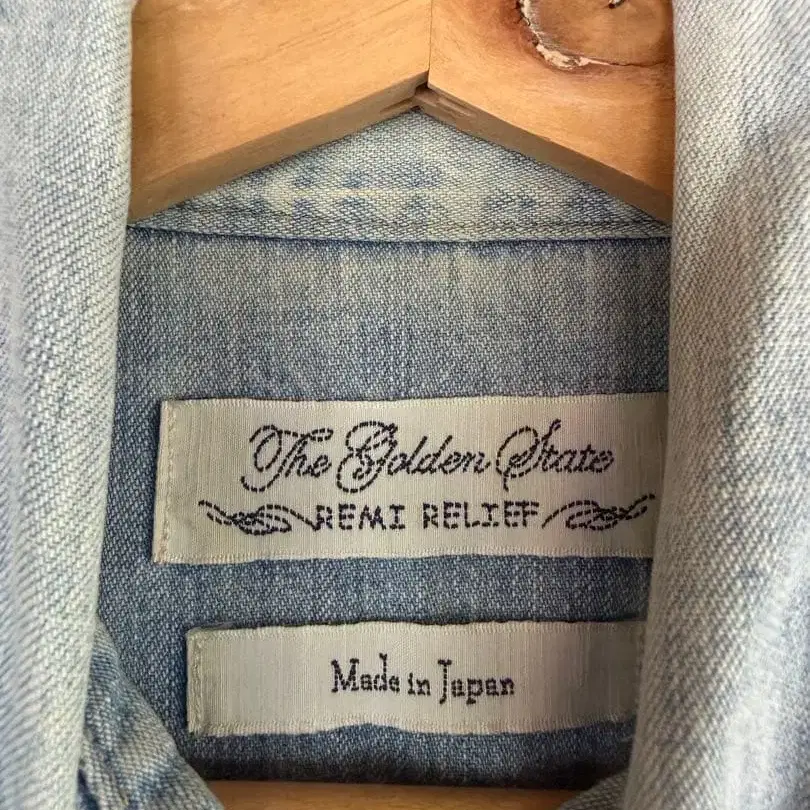 The Golden State
REMI RELIEF
Made in Japan